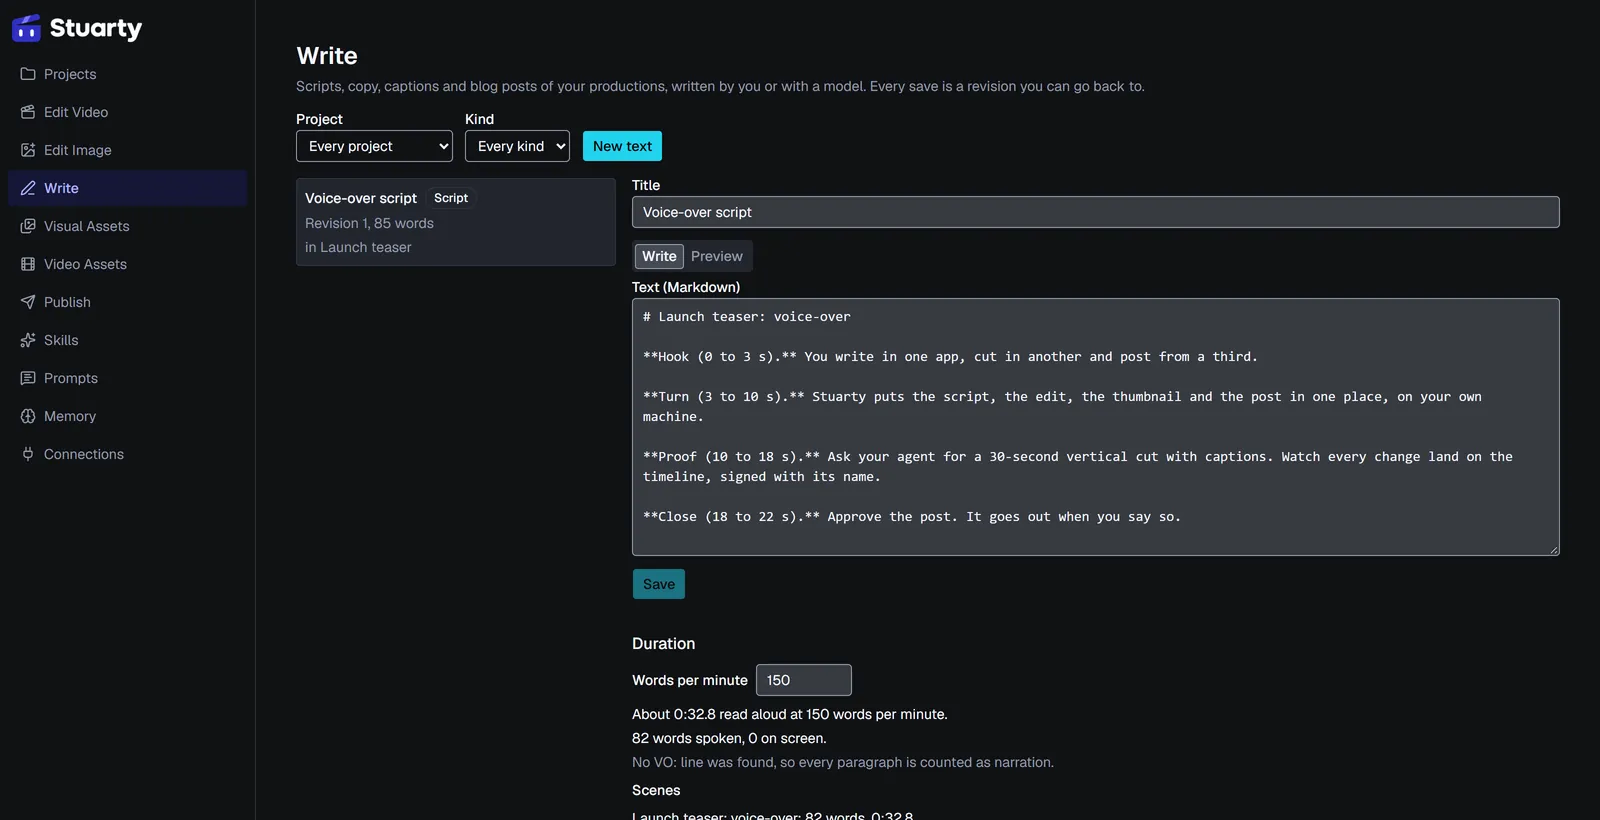 Stuarty
Projects
Edit Video
Edit Image
Write
Visual Assets
Video Assets
Publish
Skills
Prompts
Memory
Connections
Write
Scripts, copy, captions and blog posts of your productions, written by you or with a model. Every save is a revision you can go back to.
Project
Kind
Every project
Every kind
New text
Voice-over script Script
Revision 1, 85 words
in Launch teaser
Title
Voice-over script
Write Preview
Text (Markdown)
# Launch teaser: voice-over
**Hook (0 to 3 s).** You write in one app, cut in another and post from a third.
**Turn (3 to 10 s).** Stuarty puts the script, the edit, the thumbnail and the post in one place, on your own
machine.
**Proof (10 to 18 s).** Ask your agent for a 30-second vertical cut with captions. Watch every change land on the
timeline, signed with its name.
**Close (18 to 22 s).** Approve the post. It goes out when you say so.
Save
Duration
Words per minute 150
About 0:32.8 read aloud at 150 words per minute.
82 words spoken, 0 on screen.
No VO: line was found, so every paragraph is counted as narration.
Scenes
Launch teaser: voice-over: 82 words, 0:32.8